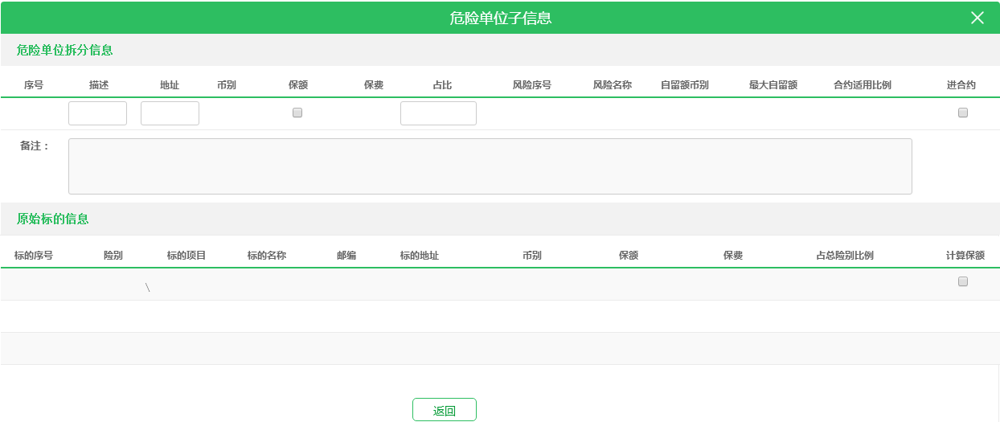 危险单位子信息
危险单位拆分信息
序号 描述 地址 币别 保额 保费 占比 风险序号 风险名称 自留额币别 最大自留额 合约适用比例 进合约
备注：
原始标的信息
标的序号 险别 标的项目 标的名称 邮编 标的地址 币别 保额 保费 占总险别比例 计算保额
\
返回